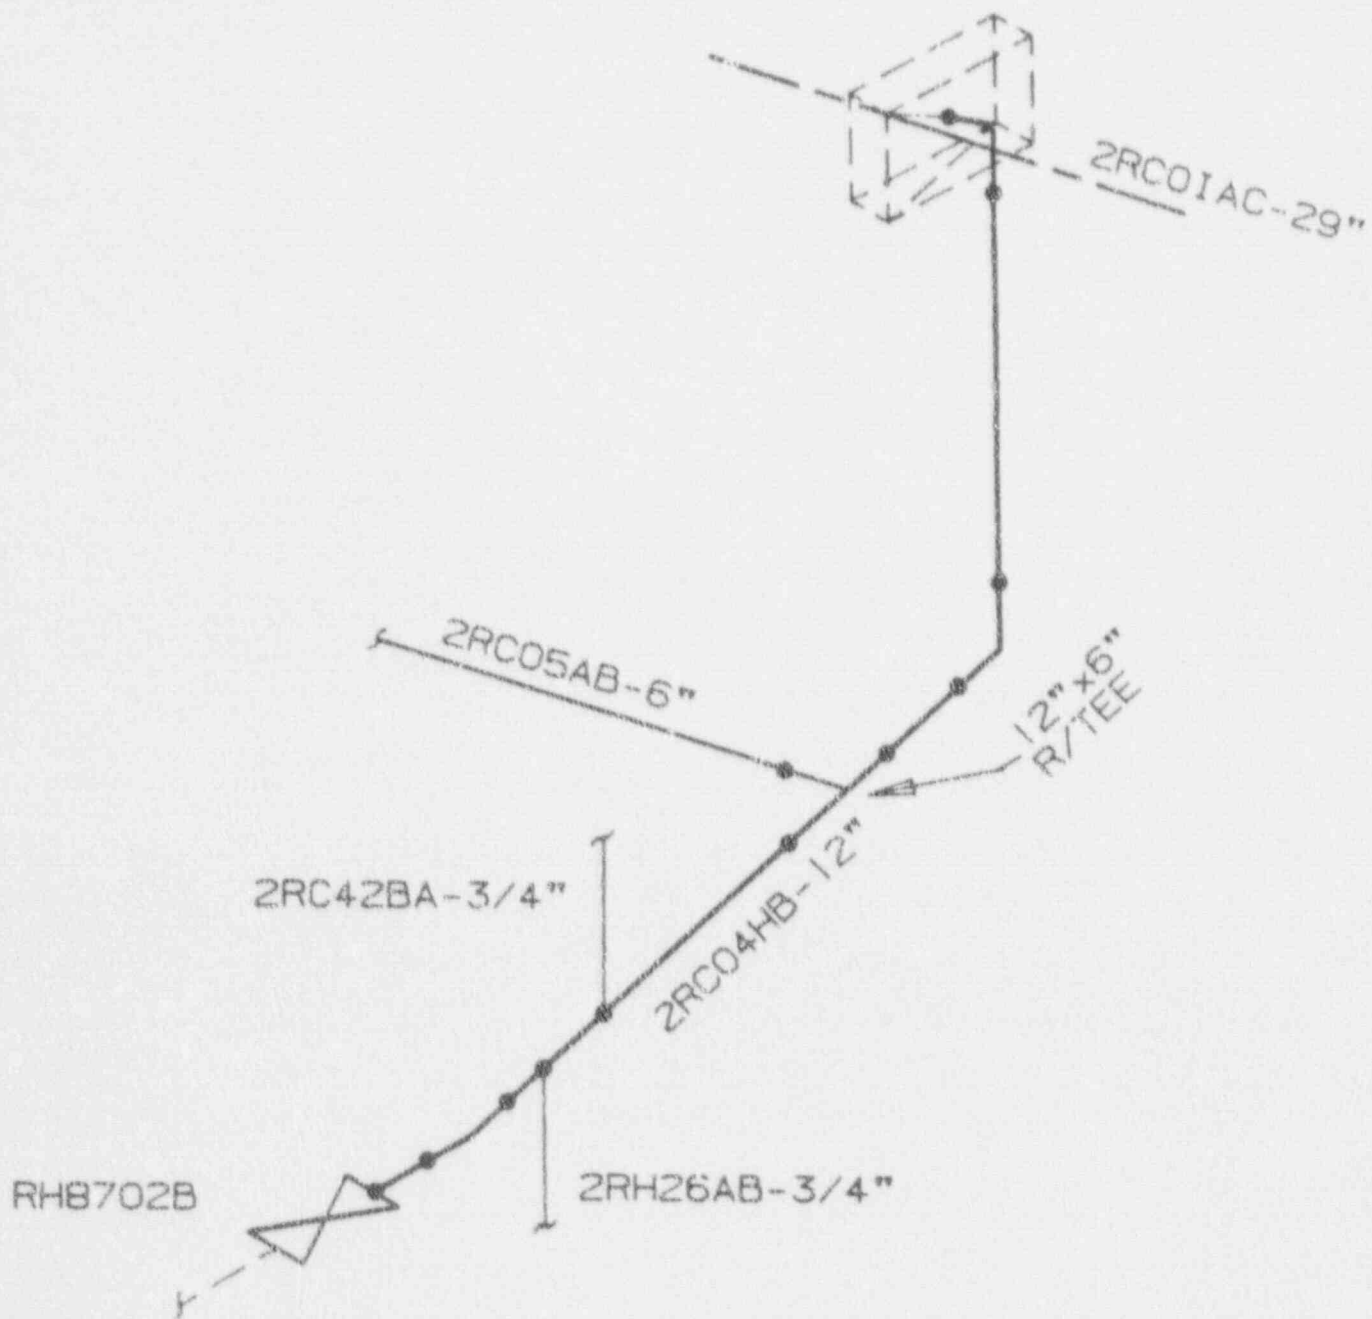 2RC01AC-29"
2RC05AB-6"
12"x6"
R/TEE
2RC42BA-3/4"
2RC04HB-12"
RH8702B
2RH26AB-3/4"